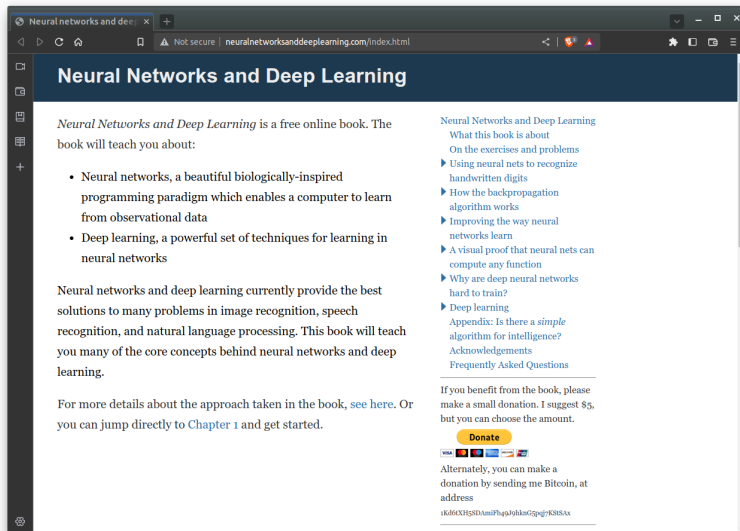 Neural networks and deep
Not secure | neuralnetworksanddeeplearning.com/index.html
Neural Networks and Deep Learning
Neural Networks and Deep Learning is a free online book. The
book will teach you about:
• Neural networks, a beautiful biologically-inspired
programming paradigm which enables a computer to learn
from observational data
• Deep learning, a powerful set of techniques for learning in
neural networks
Neural networks and deep learning currently provide the best
solutions to many problems in image recognition, speech
recognition, and natural language processing. This book will teach
you many of the core concepts behind neural networks and deep
learning.
For more details about the approach taken in the book, see here. Or
you can jump directly to Chapter 1 and get started.
Neural Networks and Deep Learning
What this book is about
On the exercises and problems
Using neural nets to recognize
handwritten digits
How the backpropagation
algorithm works
Improving the way neural
networks learn
A visual proof that neural nets can
compute any function
Why are deep neural networks
hard to train?
Deep learning
Appendix: Is there a simple
algorithm for intelligence?
Acknowledgements
Frequently Asked Questions
If you benefit from the book, please
make a small donation. I suggest $5,
but you can choose the amount.
Donate
VISA
Alternately, you can make a
donation by sending me Bitcoin, at
address